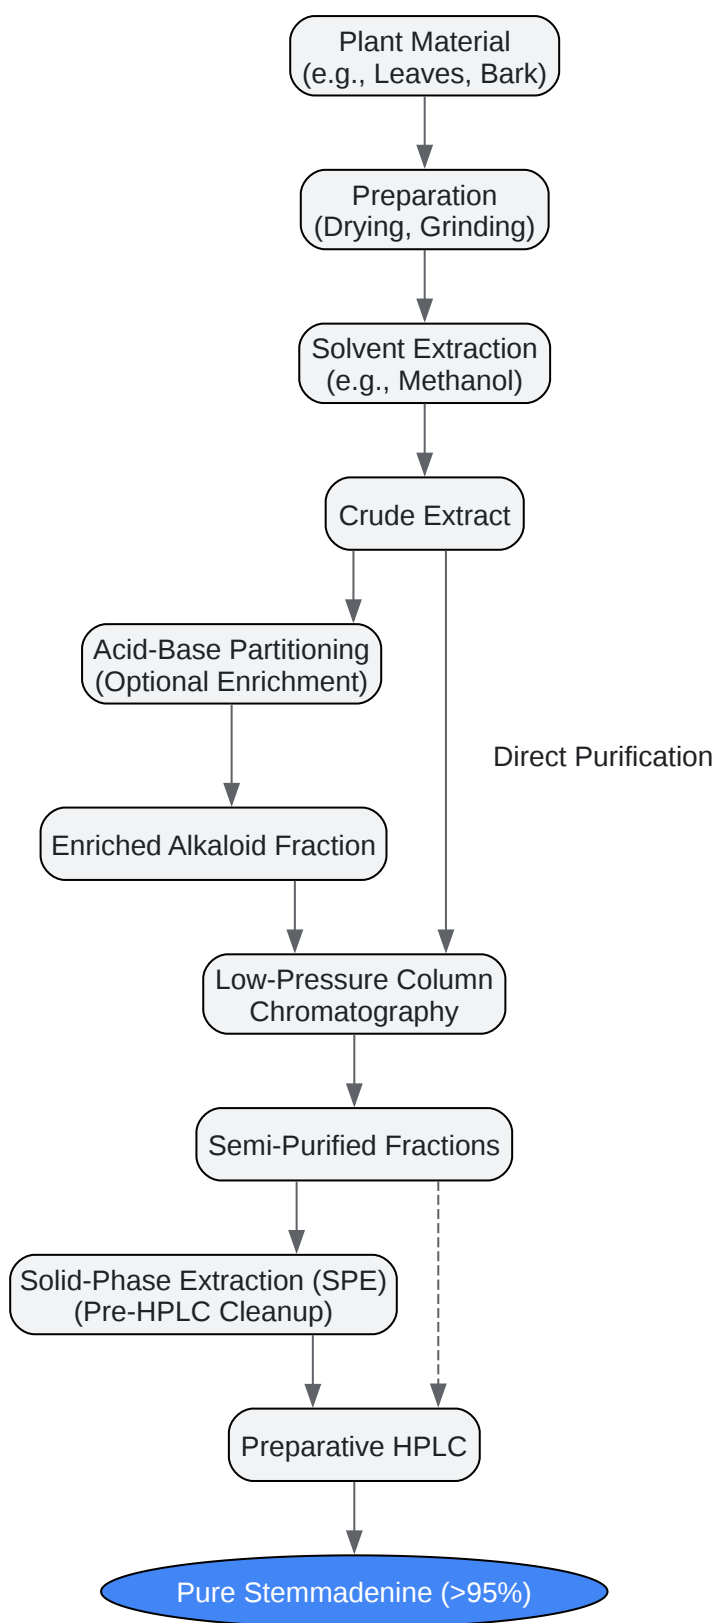 Plant Material
(e.g., Leaves, Bark)
Preparation
(Drying, Grinding)
Solvent Extraction
(e.g., Methanol)
Crude Extract
Acid-Base Partitioning
(Optional Enrichment)
Direct Purification
Enriched Alkaloid Fraction
Low-Pressure Column
Chromatography
Semi-Purified Fractions
Solid-Phase Extraction (SPE)
(Pre-HPLC Cleanup)
Preparative HPLC
Pure Stemmadenine (>95%)